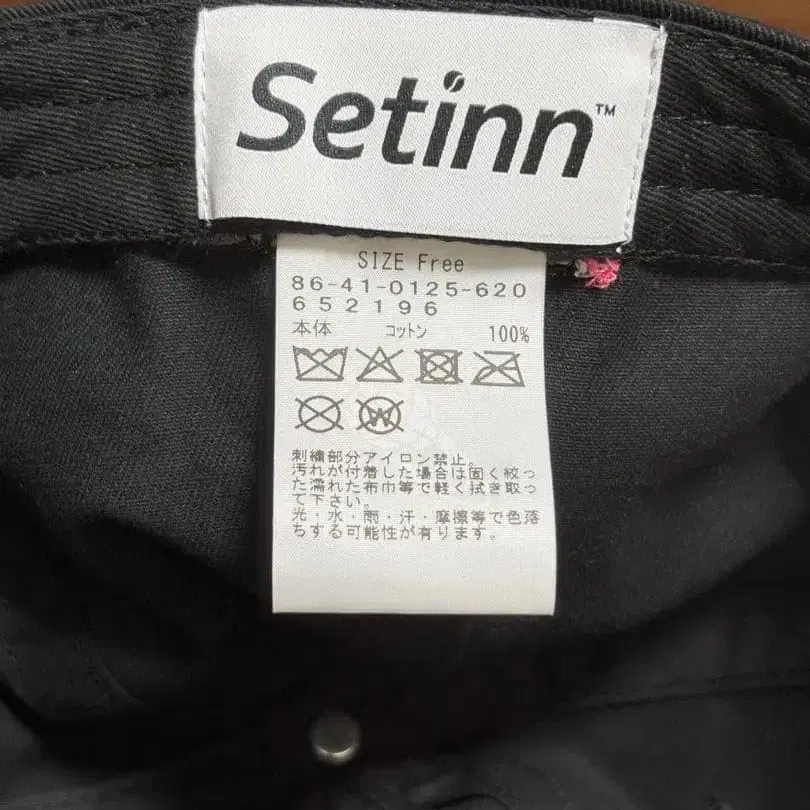 Setinn™
SIZE Free
86-41-0125-620
652196
本体 コットン 100%
W
刺繍部分アイロン禁止。
汚れが付着した場合は固く絞っ
た濡れた布巾等で軽く拭き取っ
て下さい。
光・水・雨・汗・摩擦等で色落
ちする可能性が有ります。